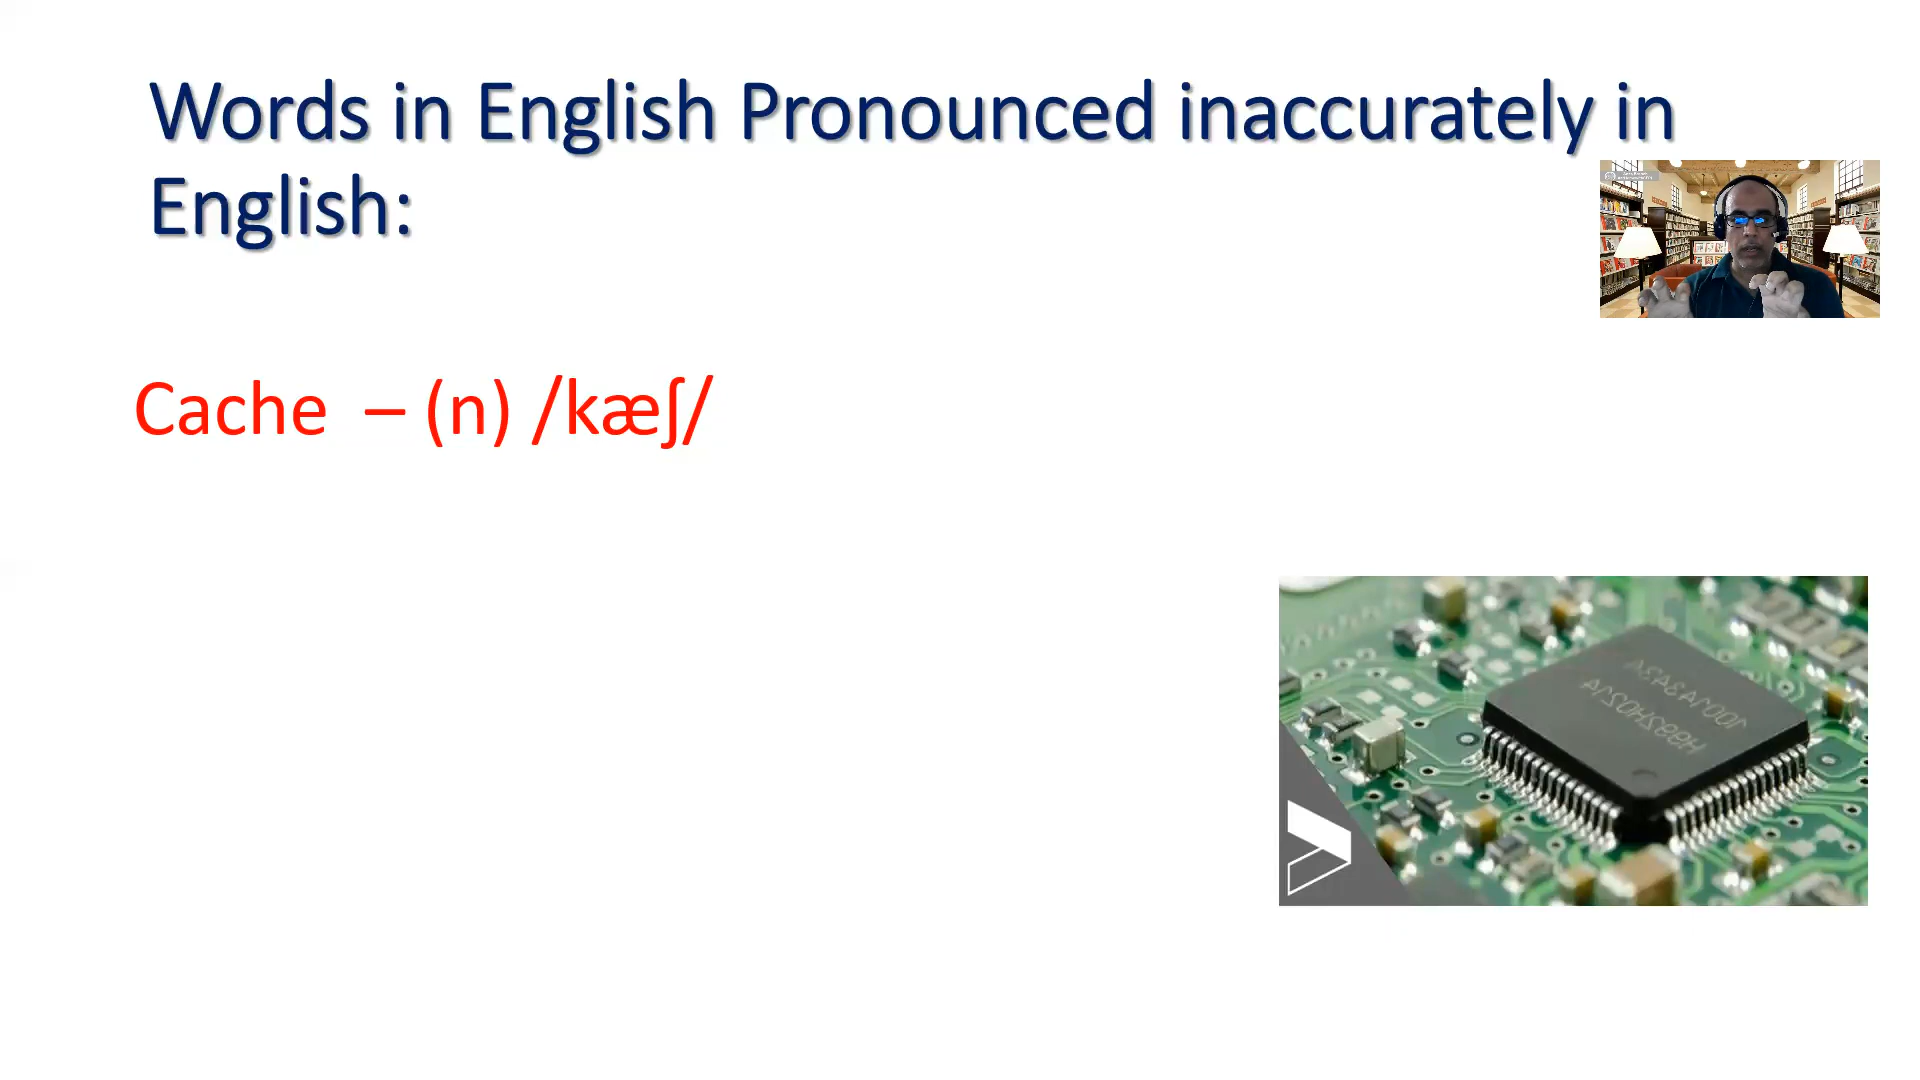 Words in English Pronounced inaccurately in
English:
Cache – (n) /kæʃ/